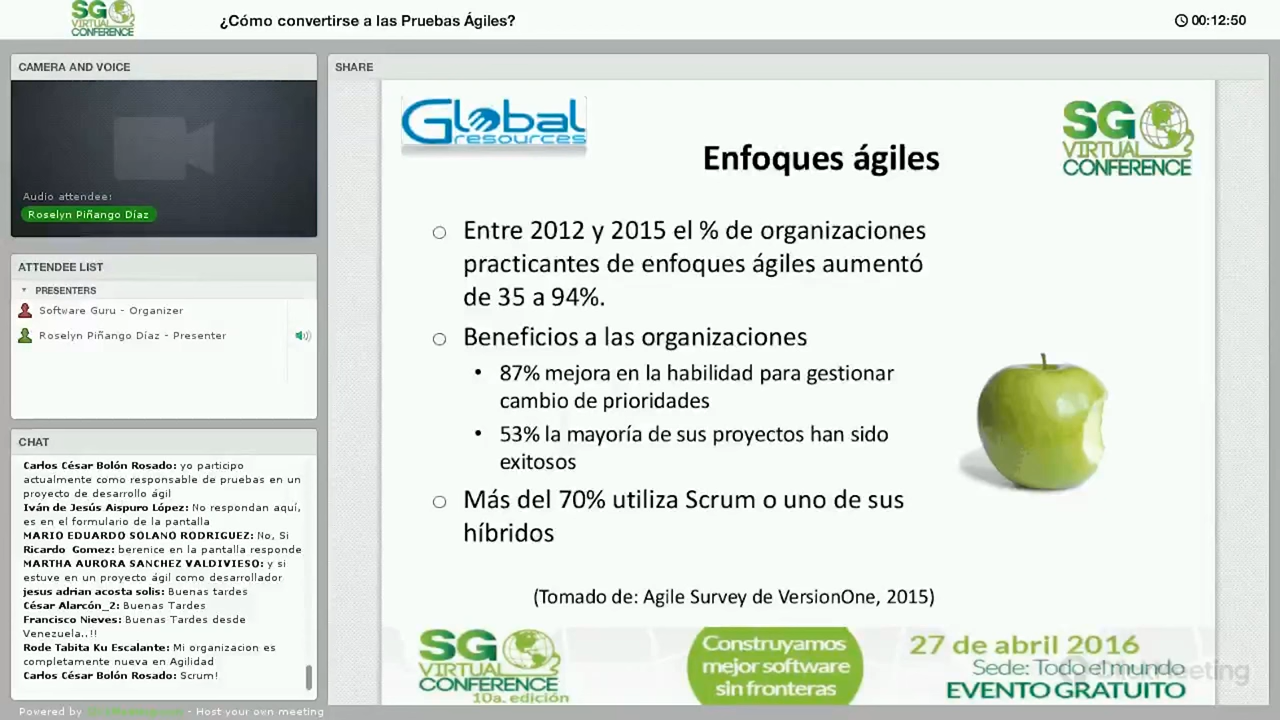 SG
VIRTUAL
CONFERENCE
¿Cómo convertirse a las Pruebas Ágiles?
00:12:50
CAMERA AND VOICE
Audio attendee:
Roselyn Piñango Díaz
ATTENDEE LIST
PRESENTERS
Software Guru - Organizer
Roselyn Piñango Díaz - Presenter
CHAT
Carlos César Bolón Rosado: yo participo
actualmente como responsable de pruebas en un
proyecto de desarrollo ágil
Iván de Jesús Aispuro López: No respondan aquí,
es en el formulario de la pantalla
MARIO EDUARDO SOLANO RODRIGUEZ: No, Si
Ricardo Gomez: berenice en la pantalla responde
MARTHA AURORA SANCHEZ VALDIVIESO: y si
estuve en un proyecto ágil como desarrollador
jesus adrian acosta solis: Buenas tardes
César Alarcón_2: Buenas Tardes
Francisco Nieves: Buenas Tardes desde
Venezuela..!!
Rode Tabita Ku Escalante: Mi organizacion es
completamente nueva en Agilidad
Carlos César Bolón Rosado: Scrum!
Powered by - Host your own meeting
SHARE
Global
resources
SG
VIRTUAL
CONFERENCE
Enfoques ágiles
Entre 2012 y 2015 el % de organizaciones
practicantes de enfoques ágiles aumentó
de 35 a 94%.
Beneficios a las organizaciones
87% mejora en la habilidad para gestionar
cambio de prioridades
53% la mayoría de sus proyectos han sido
exitosos
Más del 70% utiliza Scrum o uno de sus
híbridos
(Tomado de: Agile Survey de VersionOne, 2015)
SG
VIRTUAL
CONFERENCE
10a. edición
Construyamos
mejor software
sin fronteras
27 de abril 2016
Sede: Todo el mundo
EVENTO GRATUITO